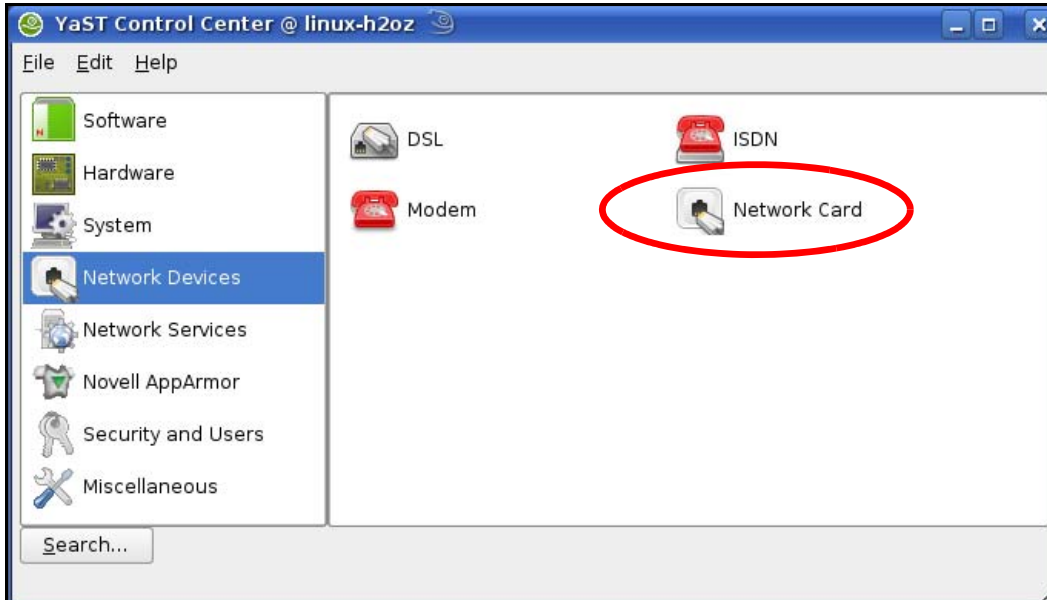 YaST Control Center @ linux-h2oz
File Edit Help
Software
Hardware
System
Network Devices
Network Services
Novell AppArmor
Security and Users
Miscellaneous
DSL
ISDN
Modem
Network Card
Search...